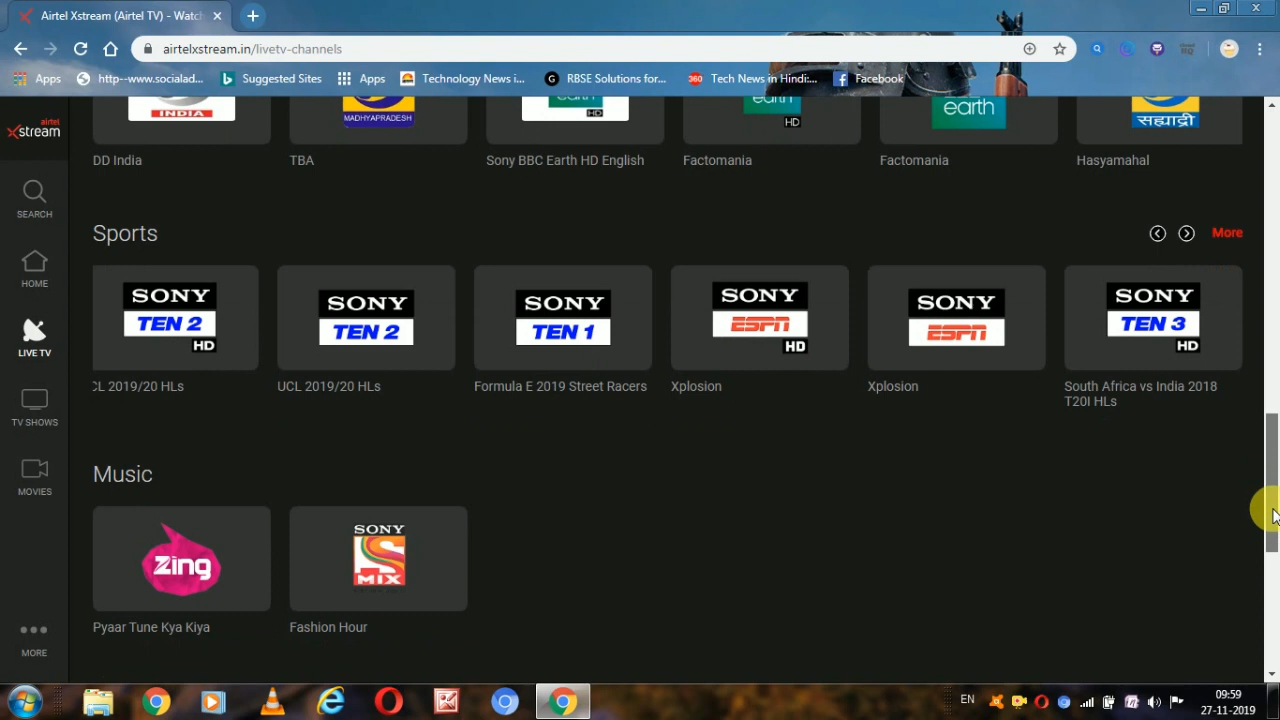 Airtel Xstream (Airtel TV) - Watch
airtelxstream.in/livetv-channels
Apps http--www.socialad... Suggested Sites Apps Technology News i... RBSE Solutions for... 360 Tech News in Hindi:... Facebook
airtel
xstream
INDIA
MADHYAPRADESH
earth
HD
earth
HD
earth
सह्याद्री
DD India
TBA
Sony BBC Earth HD English
Factomania
Factomania
Hasyamahal
SEARCH
HOME
LIVE TV
TV SHOWS
MOVIES
MORE
Sports
More
SONY
TEN 2
HD
SONY
TEN 2
SONY
TEN 1
SONY
ESPN
HD
SONY
ESPN
SONY
TEN 3
HD
CL 2019/20 HLs
UCL 2019/20 HLs
Formula E 2019 Street Racers
Xplosion
Xplosion
South Africa vs India 2018
T20I HLs
Music
Zing
SONY
MIX
Pyaar Tune Kya Kiya
Fashion Hour
EN
09:59
27-11-2019